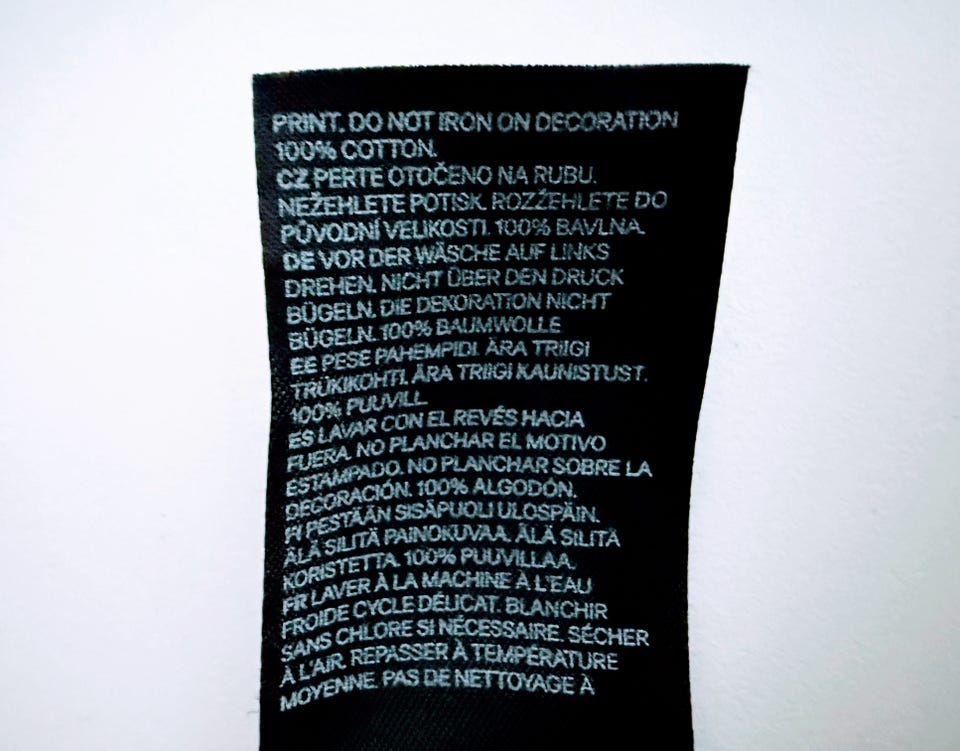 PRINT. DO NOT IRON ON DECORATION
100% COTTON.
CZ PERTE OTOČENO NA RUBU.
NEŽEHLETE POTISK. ROZŽEHLETE DO
PŮVODNÍ VELIKOSTI. 100% BAVLNA.
DE VOR DER WÄSCHE AUF LINKS
DREHEN. NICHT ÜBER DEN DRUCK
BÜGELN. DIE DEKORATION NICHT
BÜGELN. 100% BAUMWOLLE
EE PESE PAHEMPIDI. ÄRA TRIIGI
TRÜKIKOHTI. ÄRA TRIIGI KAUNISTUST.
100% PUUVILL
ES LAVAR CON EL REVÉS HACIA
FUERA. NO PLANCHAR EL MOTIVO
ESTAMPADO. NO PLANCHAR SOBRE LA
DECORACIÓN. 100% ALGODÓN.
FI PESTÄÄN SISÄPUOLI ULOSPÄIN.
ÄLÄ SILITÄ PAINOKUVAA. ÄLÄ SILITÄ
KORISTETTA. 100% PUUVILLAA.
FR LAVER À LA MACHINE À L'EAU
FROIDE CYCLE DÉLICAT. BLANCHIR
SANS CHLORE SI NÉCESSAIRE. SÉCHER
À L'AIR. REPASSER À TEMPÉRATURE
MOYENNE. PAS DE NETTOYAGE À